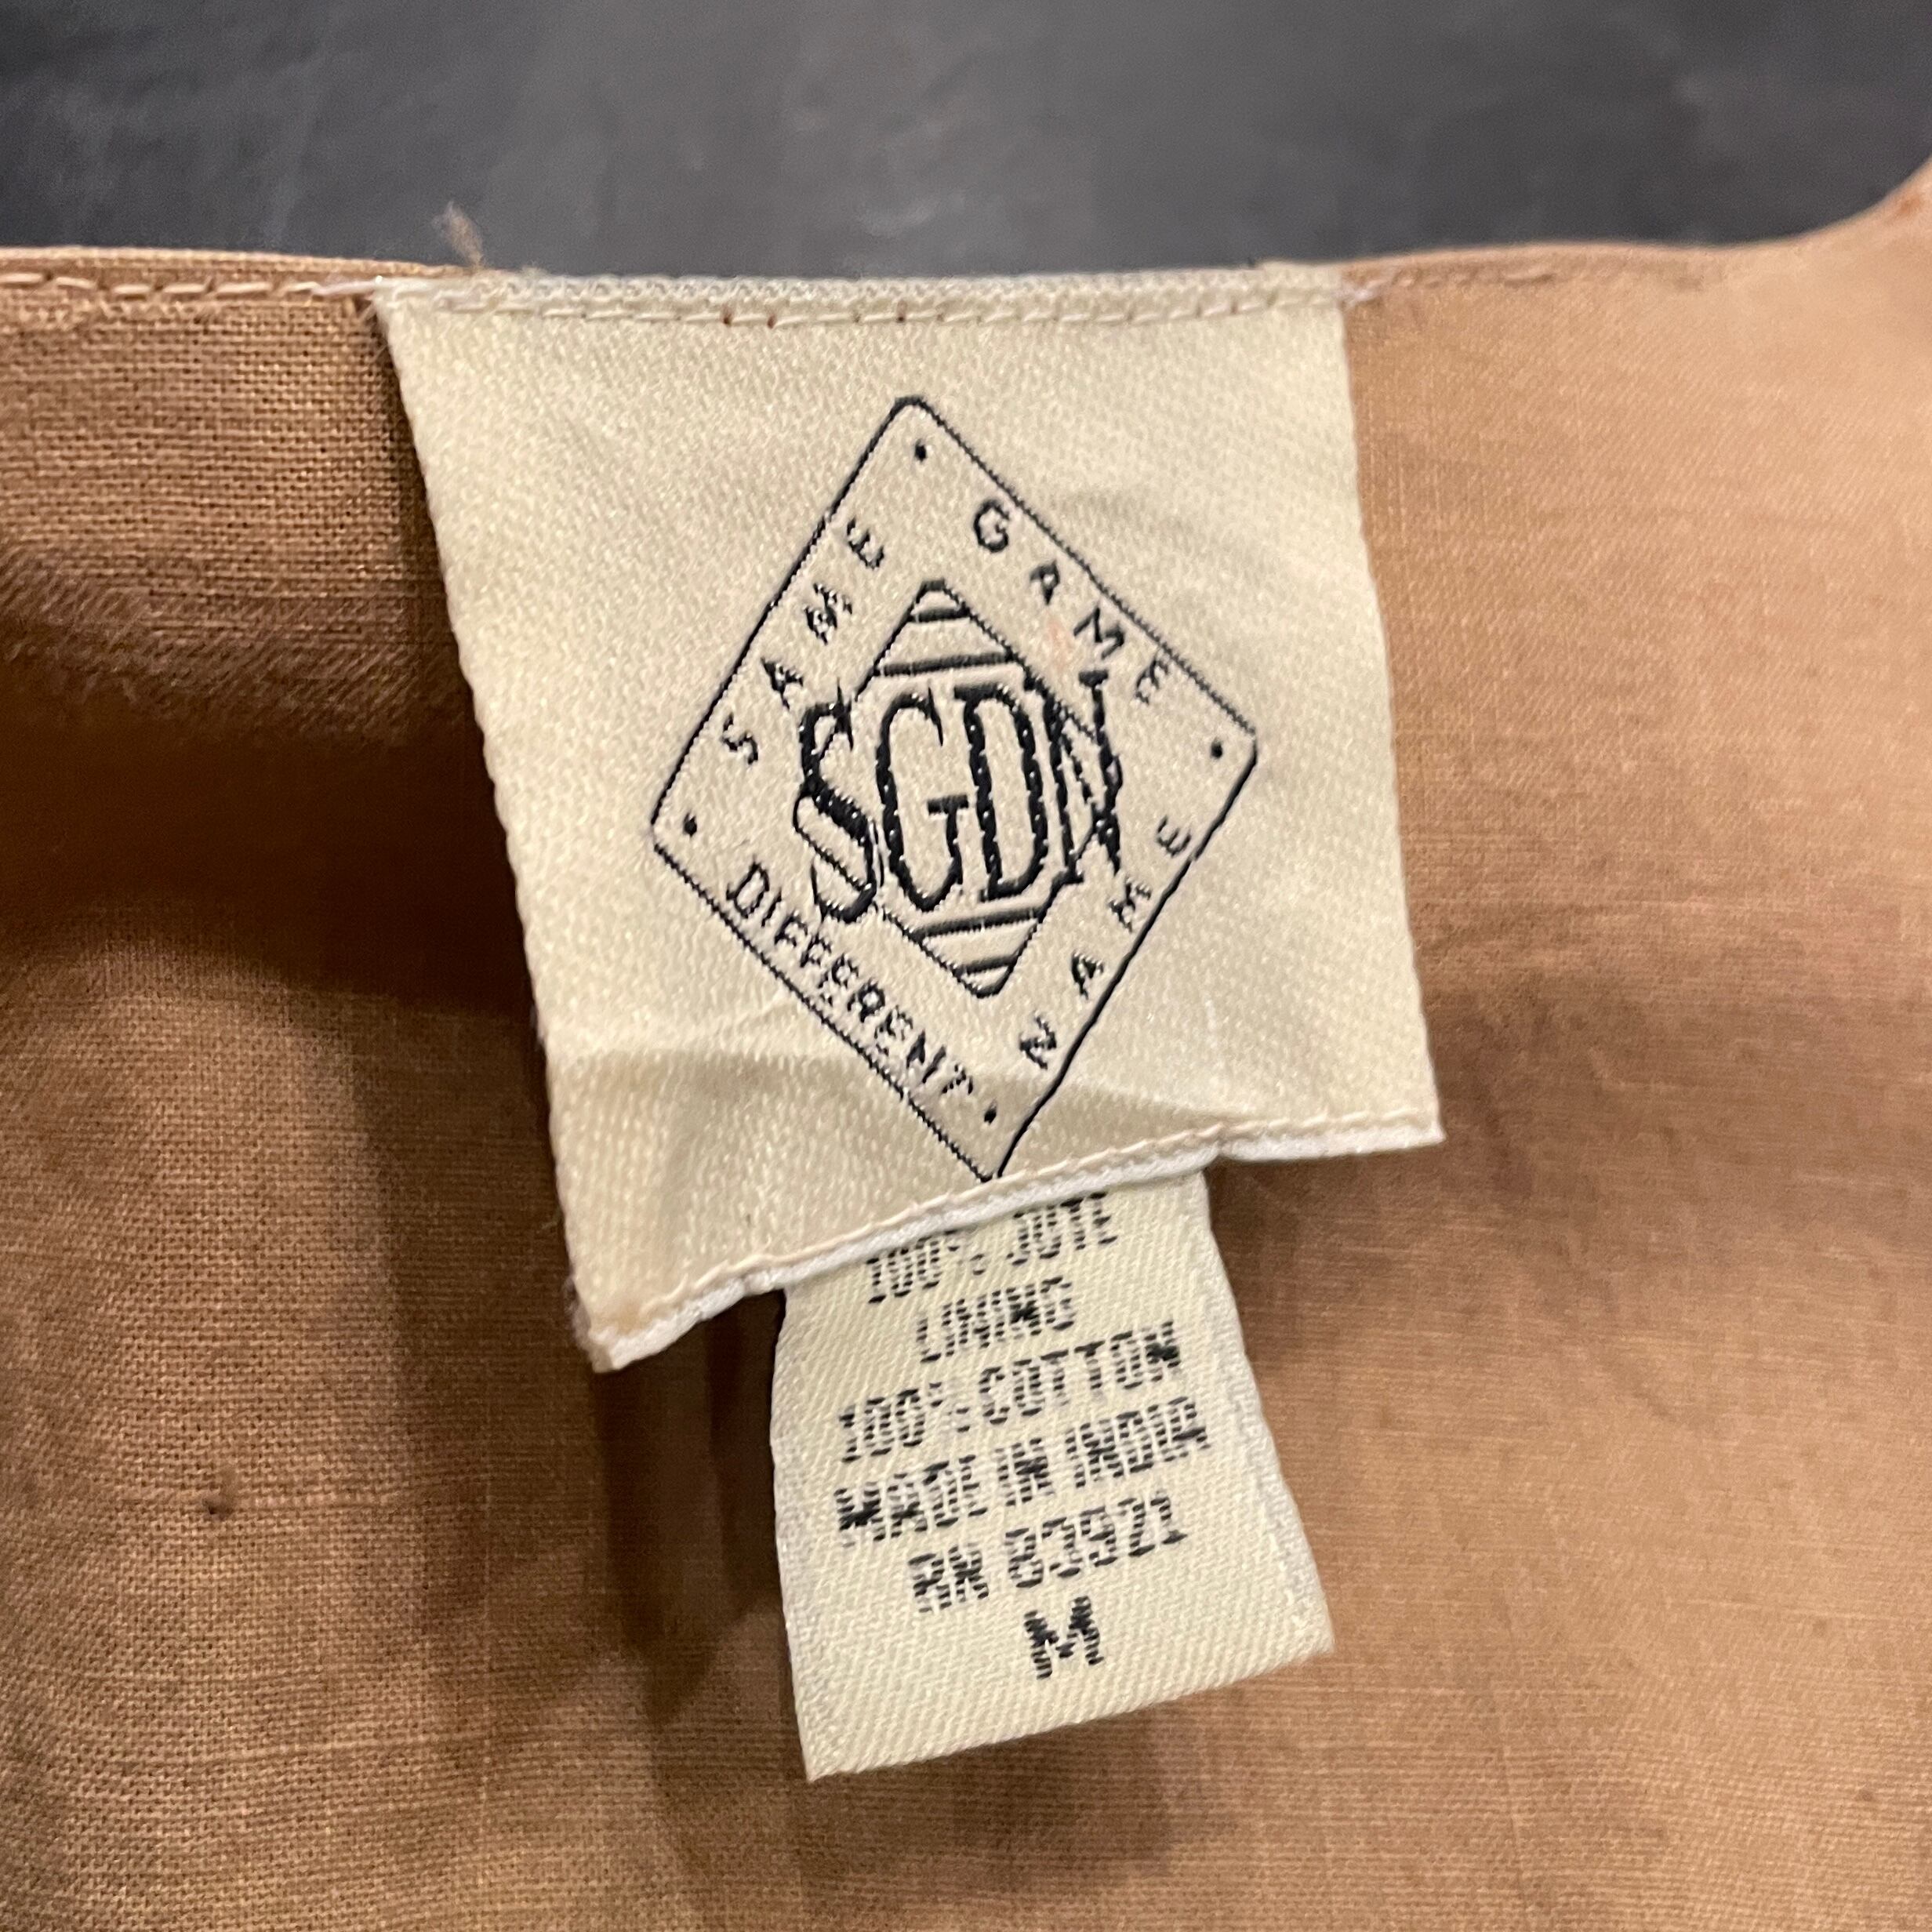 SAME GAME
SGDN
DIFFERENT NAME
100% JUTE
LINING
100% COTTON
MADE IN INDIA
RN 83921
M